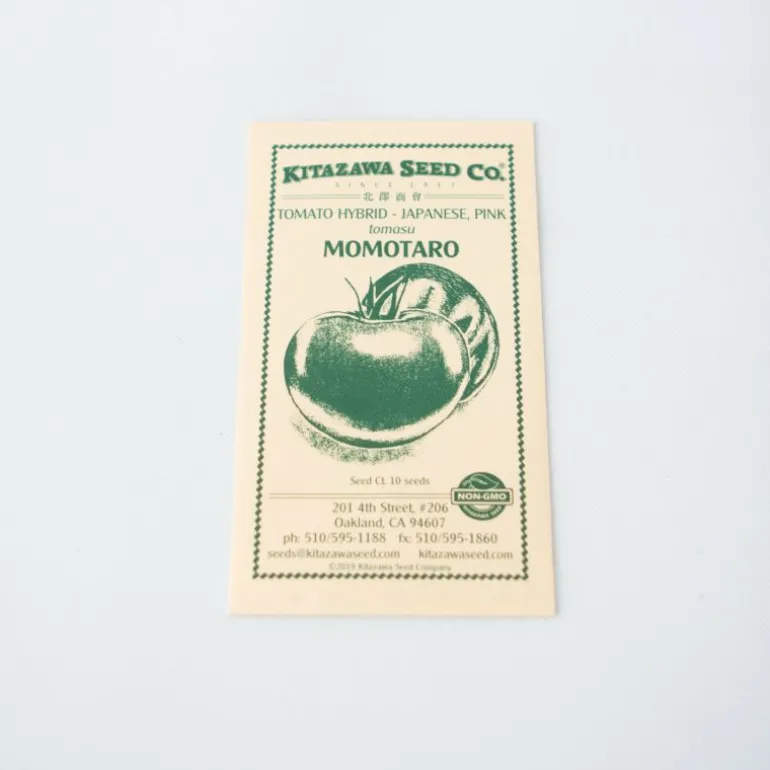 KITAZAWA SEED CO.®
SINCE 1917
北澤商會
TOMATO HYBRID - JAPANESE, PINK
tomasu
MOMOTARO
Seed Ct. 10 seeds
NON-GMO
201 4th Street, #206
Oakland, CA 94607
ph: 510/595-1188 fx: 510/595-1860
seeds@kitazawaseed.com kitazawaseed.com
©2019 Kitazawa Seed Company